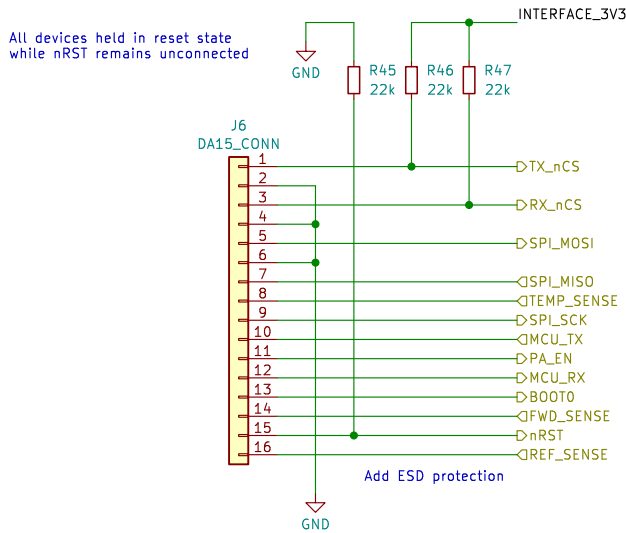 INTERFACE_3V3
All devices held in reset state
while nRST remains unconnected
GND
R45
22k
R46
22k
R47
22k
J6
DA15_CONN
1
TX_nCS
2
3
RX_nCS
4
5
SPI_MOSI
6
7
SPI_MISO
8
TEMP_SENSE
9
SPI_SCK
10
MCU_TX
11
PA_EN
12
MCU_RX
13
BOOT0
14
FWD_SENSE
15
nRST
16
REF_SENSE
Add ESD protection
GND